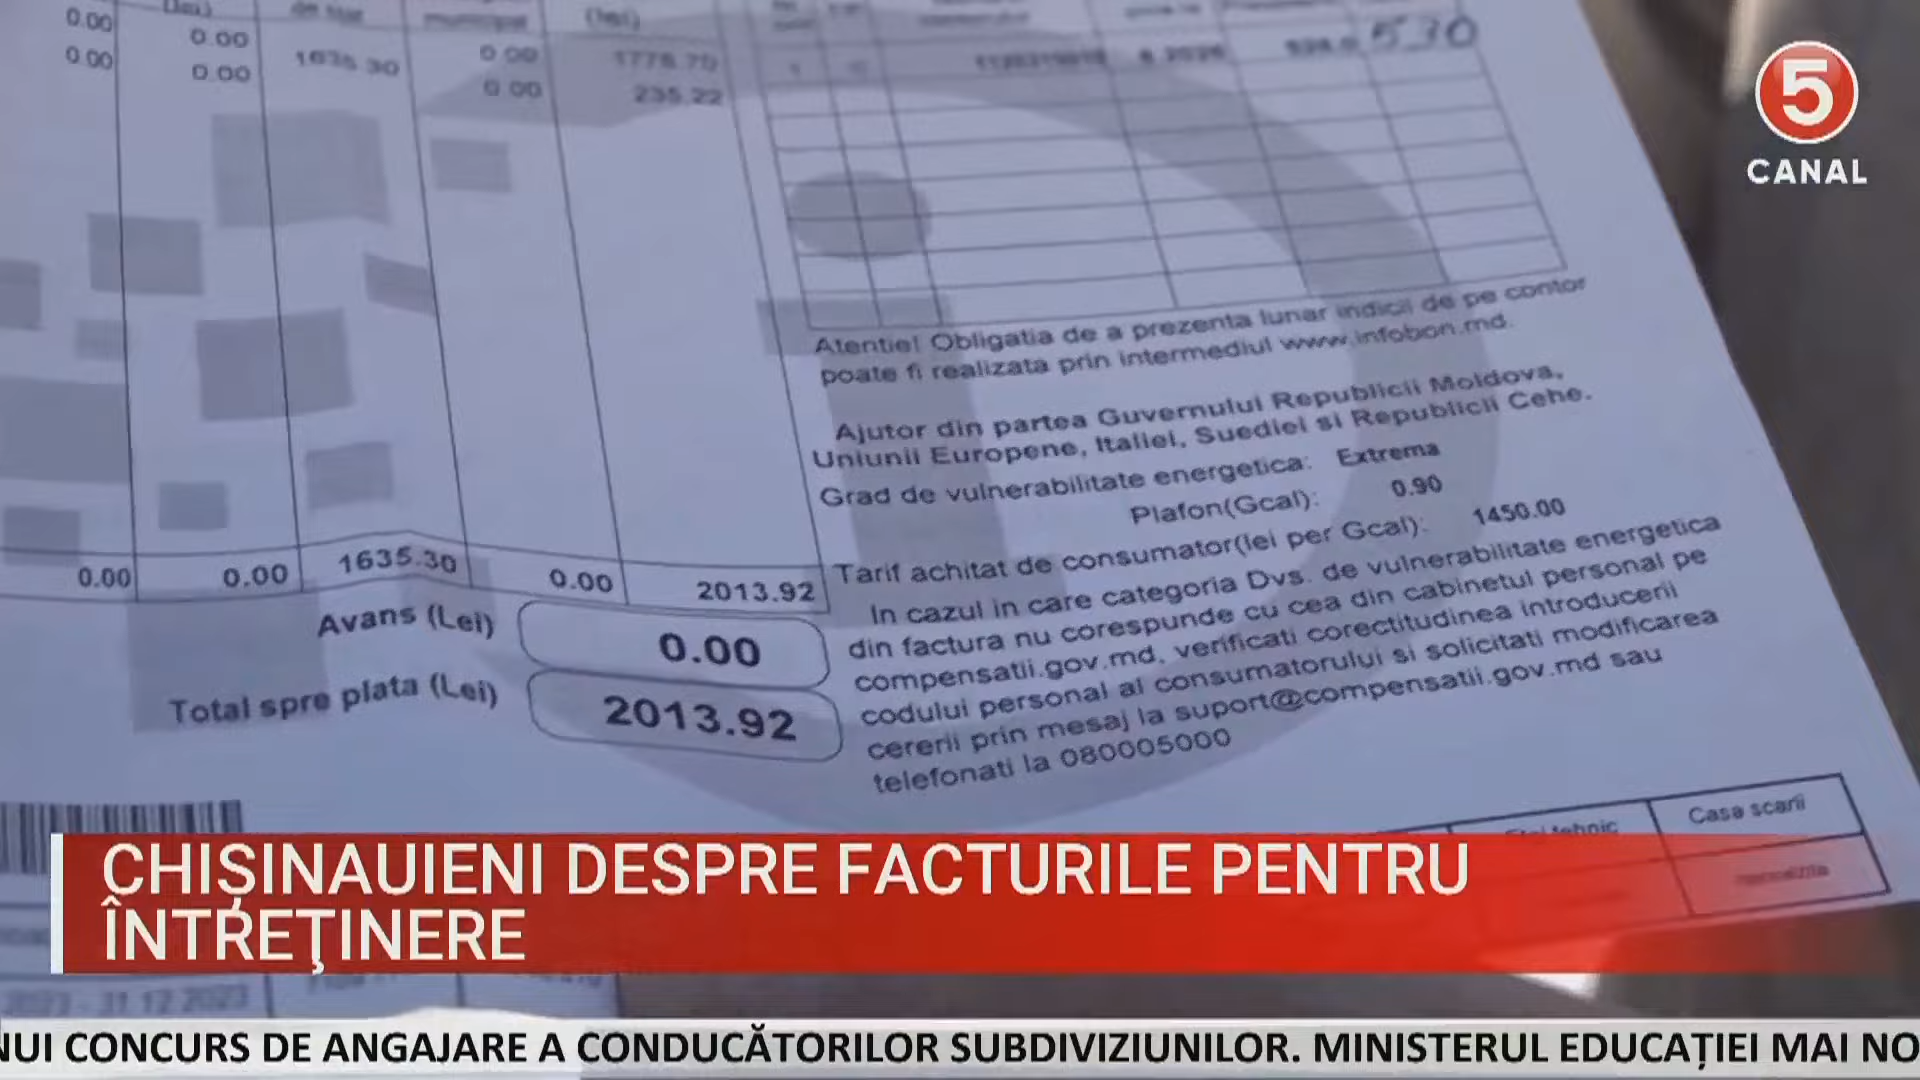 0.00
0.00
(lei)
0.00
0.00
1635.30
0.00
0.00
(lei)
1778.70
235.22
530
5
CANAL
Atentie! Obligatia de a prezenta lunar indicii de pe contor
poate fi realizata prin intermediul www.infobon.md.
Ajutor din partea Guvernului Republicii Moldova,
Uniunii Europene, Italiei, Suediei si Republicii Cehe.
Grad de vulnerabilitate energetica: Extrema
Plafon(Gcal): 0.90
Tarif achitat de consumator(lei per Gcal): 1450.00
In cazul in care categoria Dvs. de vulnerabilitate energetica
din factura nu corespunde cu cea din cabinetul personal pe
compensatii.gov.md, verificati corectitudinea introducerii
codului personal al consumatorului si solicitati modificarea
cererii prin mesaj la suport@compensatii.gov.md sau
telefonati la 080005000
0.00 0.00 1635.30 0.00 2013.92
Avans (Lei) 0.00
Total spre plata (Lei) 2013.92
Casa scarii
CHIȘINAUIENI DESPRE FACTURILE PENTRU
ÎNTREŢINERE
31.12.2023
NUI CONCURS DE ANGAJARE A CONDUCĂTORILOR SUBDIVIZIUNILOR. MINISTERUL EDUCAȚIEI MAI NO